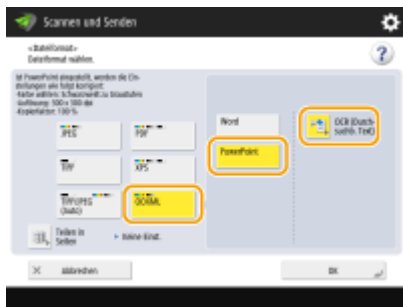 Scannen und Senden
<Dateiformat>
Dateiformat wählen.
Ist PowerPoint eingestellt, werden die Ein-
stellungen wie folgt korrigiert:
-Farbe wählen: Schwarzweiß zu Graustufen
-Auflösung: 300 x 300 dpi
-Kopierfaktor: 100 %
JPEG
PDF
TIFF
XPS
TIFF/JPEG
(Auto)
OOXML
Word
PowerPoint
OCR (Durch-
suchb. Text)
Teilen in
Seiten
Keine Einst.
Abbrechen
OK